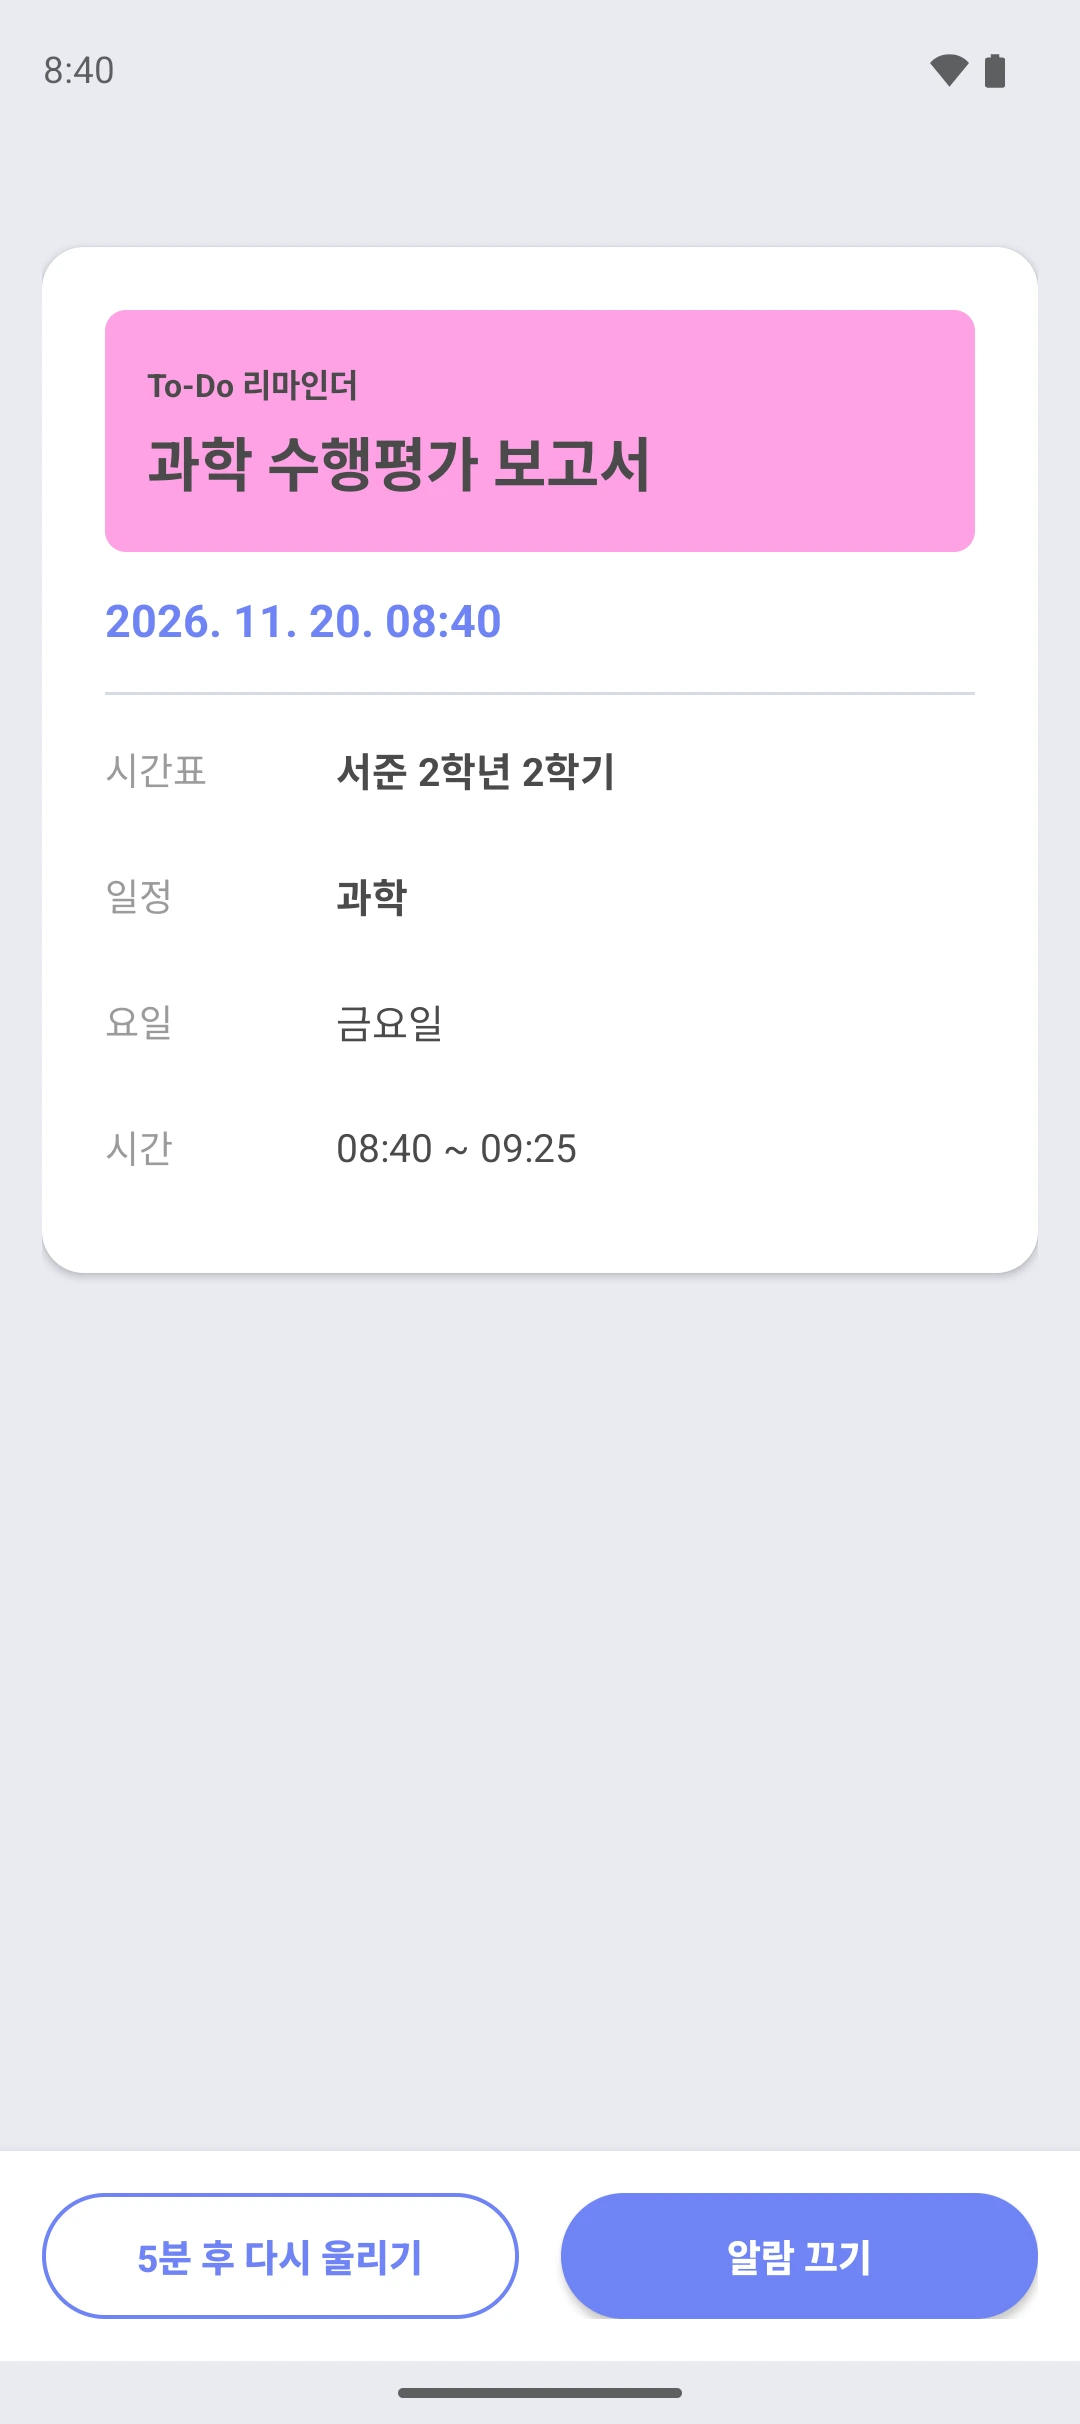 8:40
To-Do 리마인더
과학 수행평가 보고서
2026. 11. 20. 08:40
시간표 서준 2학년 2학기
일정 과학
요일 금요일
시간 08:40 ~ 09:25
5분 후 다시 울리기 알람 끄기